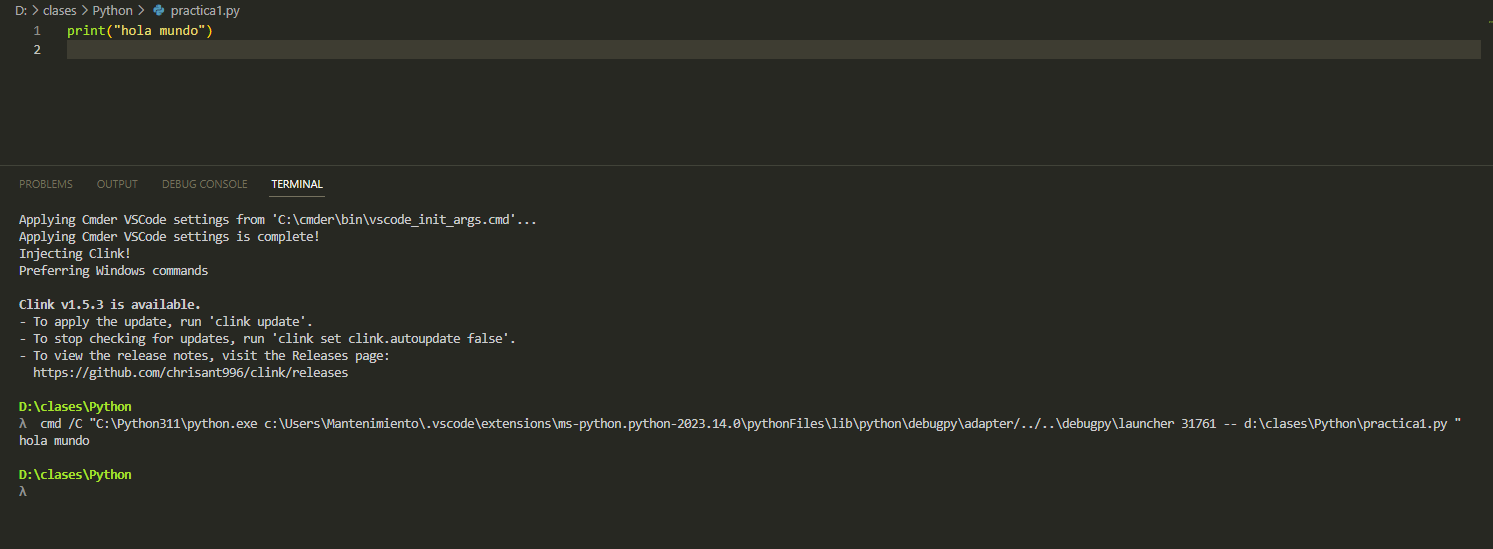 D: > clases > Python > practica1.py
1 print("hola mundo")
2
PROBLEMS OUTPUT DEBUG CONSOLE TERMINAL
Applying Cmder VSCode settings from 'C:\cmder\bin\vscode_init_args.cmd'...
Applying Cmder VSCode settings is complete!
Injecting Clink!
Preferring Windows commands
Clink v1.5.3 is available.
- To apply the update, run 'clink update'.
- To stop checking for updates, run 'clink set clink.autoupdate false'.
- To view the release notes, visit the Releases page:
https://github.com/chrisant996/clink/releases
D:\clases\Python
λ cmd /C "C:\Python311\python.exe c:\Users\Mantenimiento\.vscode\extensions\ms-python.python-2023.14.0\pythonFiles\lib\python\debugpy\adapter/../..\debugpy\launcher 31761 -- d:\clases\Python\practica1.py "
hola mundo
D:\clases\Python
λ